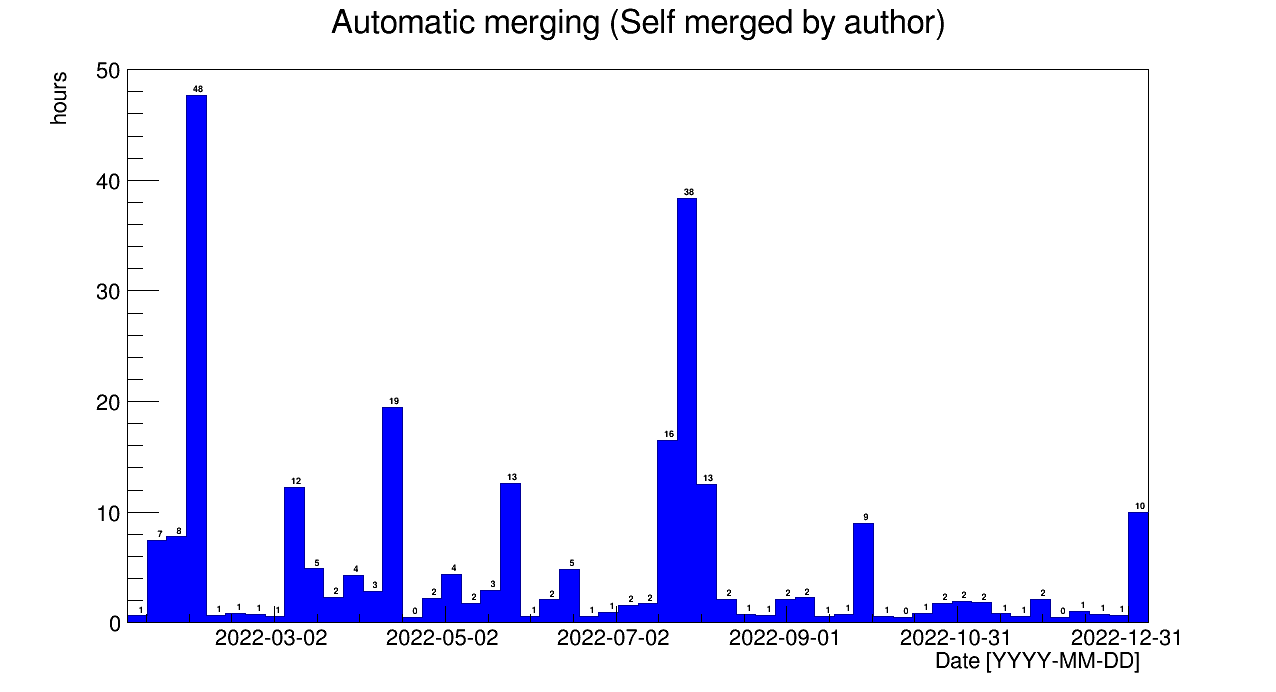 Automatic merging (Self merged by author)
hours
50
40
30
20
10
0
1 7 8 48 1 1 1 1 12 5 2 4 3 19 0 2 4 2 3 13 1 2 5 1 1 2 2 16 38 13 2 1 1 2 2 1 1 9 1 0 1 2 2 2 1 1 2 0 1 1 1 10
2022-03-02 2022-05-02 2022-07-02 2022-09-01 2022-10-31 2022-12-31
Date [YYYY-MM-DD]